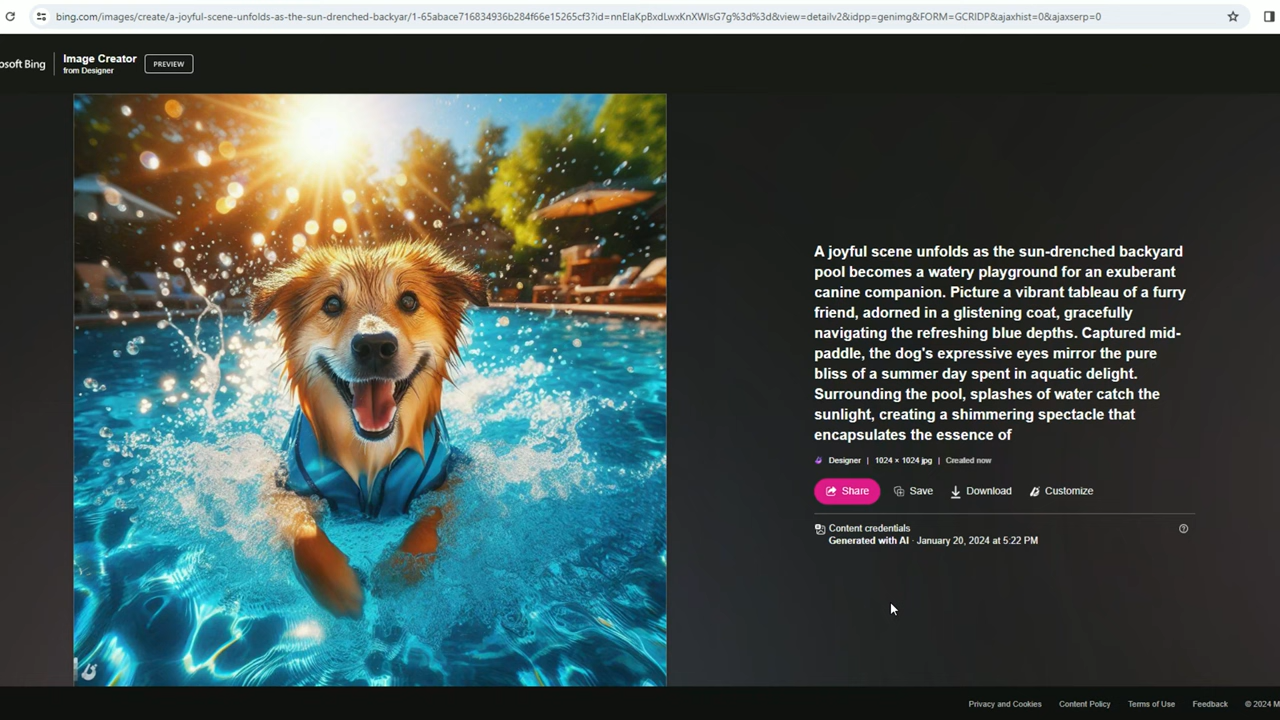 bing.com/images/create/a-joyful-scene-unfolds-as-the-sun-drenched-backyar/1-65abace716834936b284f66e15265cf3?id=nnElaKpBxdLwxKnXWlsG7g%3d%3d&view=detailv2&idpp=genimg&FORM=GCRIDP&ajaxhist=0&ajaxserp=0
osoft Bing
Image Creator
from Designer
PREVIEW
A joyful scene unfolds as the sun-drenched backyard
pool becomes a watery playground for an exuberant
canine companion. Picture a vibrant tableau of a furry
friend, adorned in a glistening coat, gracefully
navigating the refreshing blue depths. Captured mid-
paddle, the dog's expressive eyes mirror the pure
bliss of a summer day spent in aquatic delight.
Surrounding the pool, splashes of water catch the
sunlight, creating a shimmering spectacle that
encapsulates the essence of
Designer | 1024 × 1024 jpg | Created now
Share Save Download Customize
Content credentials
Generated with AI · January 20, 2024 at 5:22 PM
Privacy and Cookies Content Policy Terms of Use Feedback © 2024 M